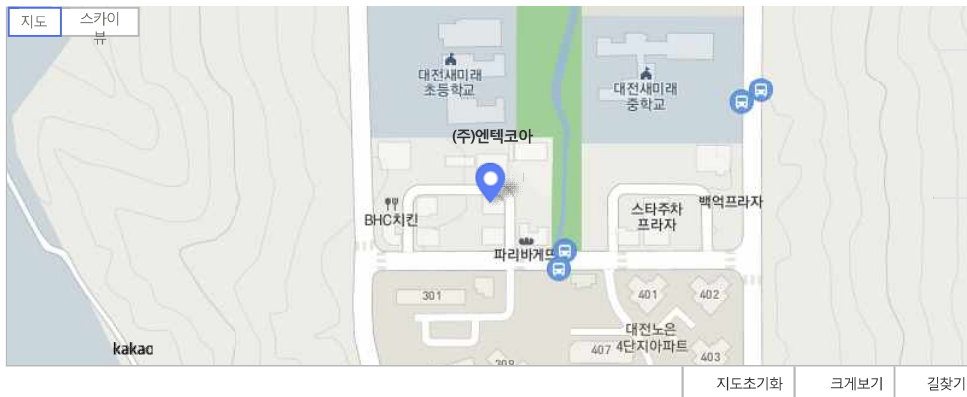 지도
스카이
뷰
대전새미래
초등학교
대전새미래
중학교
(주)엔텍코아
BHC치킨
백억프라자
스타주차
프라자
파리바게뜨
301
401
402
대전노은
4단지아파트
407
403
308
kakao
지도초기화
크게보기
길찾기